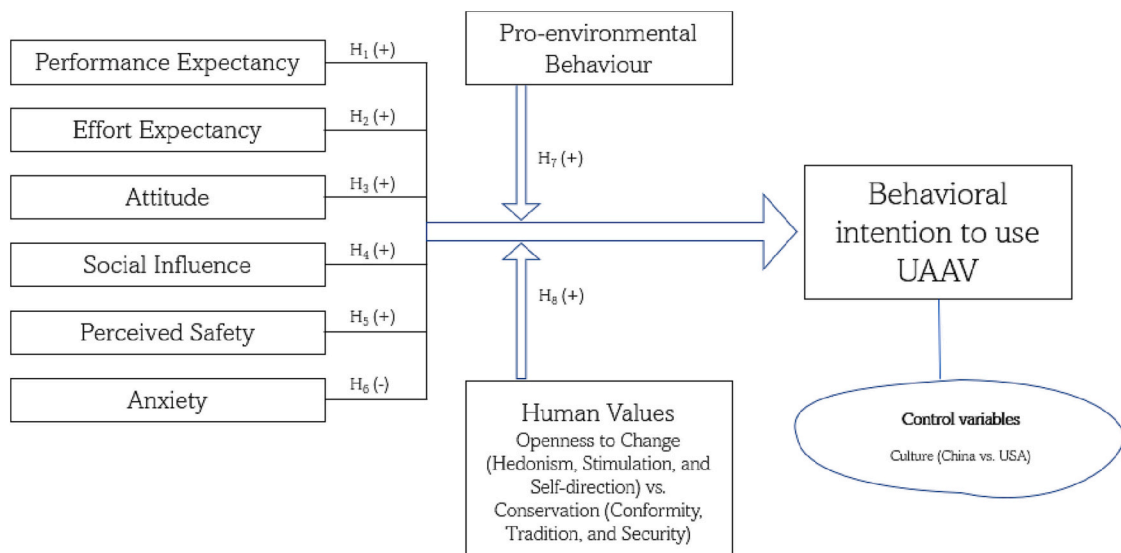 Performance Expectancy
H₁ (+)
Effort Expectancy
H₂ (+)
Attitude
H₃ (+)
Social Influence
H₄ (+)
Perceived Safety
H₅ (+)
Anxiety
H₆ (-)
Pro-environmental
Behaviour
H₇ (+)
H₈ (+)
Human Values
Openness to Change
(Hedonism, Stimulation, and
Self-direction) vs.
Conservation (Conformity,
Tradition, and Security)
Behavioral
intention to use
UAAV
Control variables
Culture (China vs. USA)